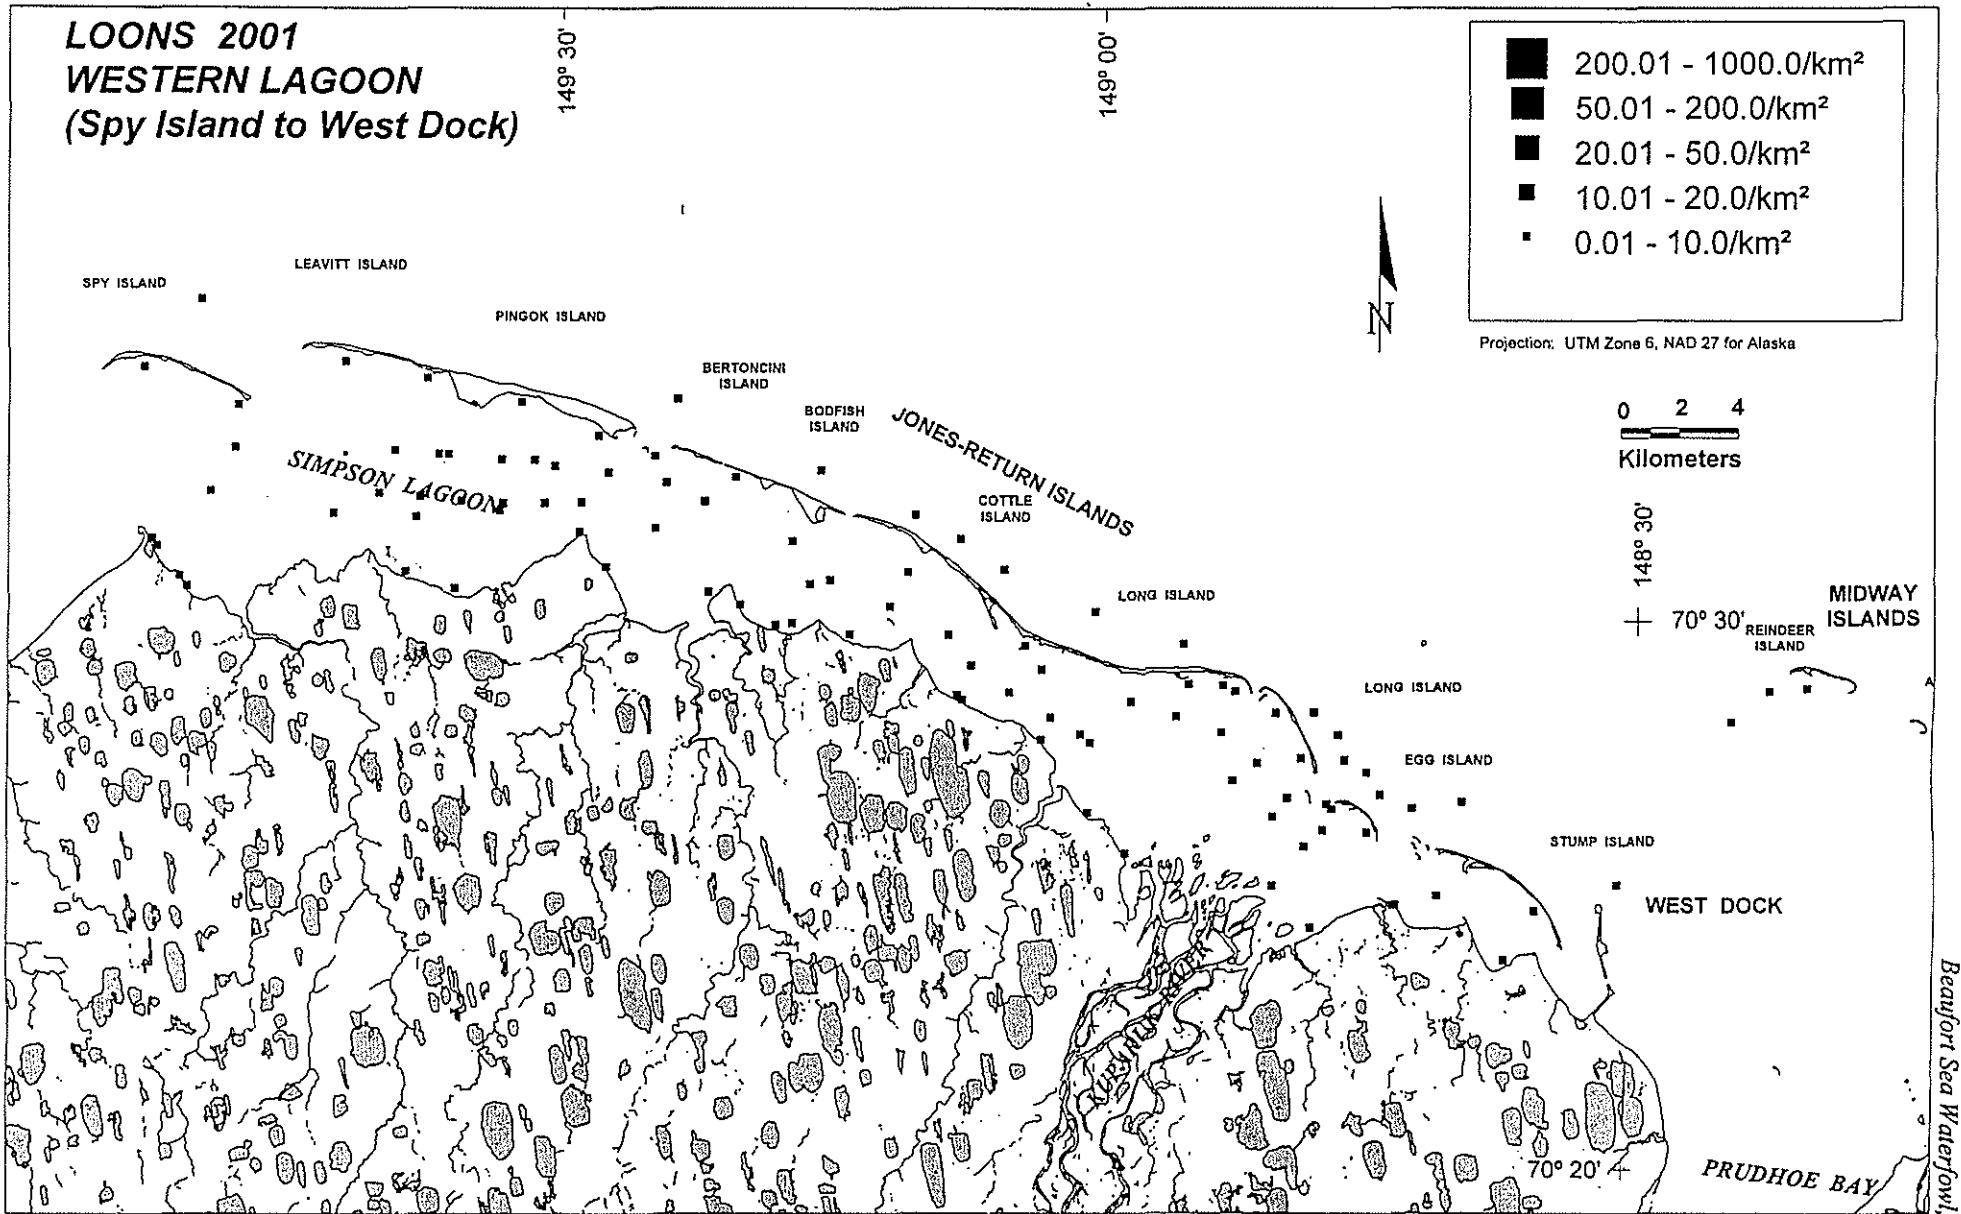 LOONS 2001
WESTERN LAGOON
(Spy Island to West Dock)
149° 30'
149° 00'
200.01 - 1000.0/km²
50.01 - 200.0/km²
20.01 - 50.0/km²
10.01 - 20.0/km²
0.01 - 10.0/km²
Projection: UTM Zone 6, NAD 27 for Alaska
N
0 2 4
Kilometers
SPY ISLAND
LEAVITT ISLAND
PINGOK ISLAND
BERTONCINI
ISLAND
BODFISH
ISLAND
JONES-RETURN ISLANDS
COTTLE
ISLAND
SIMPSON LAGOON
LONG ISLAND
148° 30'
70° 30'
MIDWAY
ISLANDS
REINDEER
ISLAND
LONG ISLAND
EGG ISLAND
STUMP ISLAND
WEST DOCK
KUPARUK RIVER
70° 20'
PRUDHOE BAY
Beaufort Sea Waterfowl,